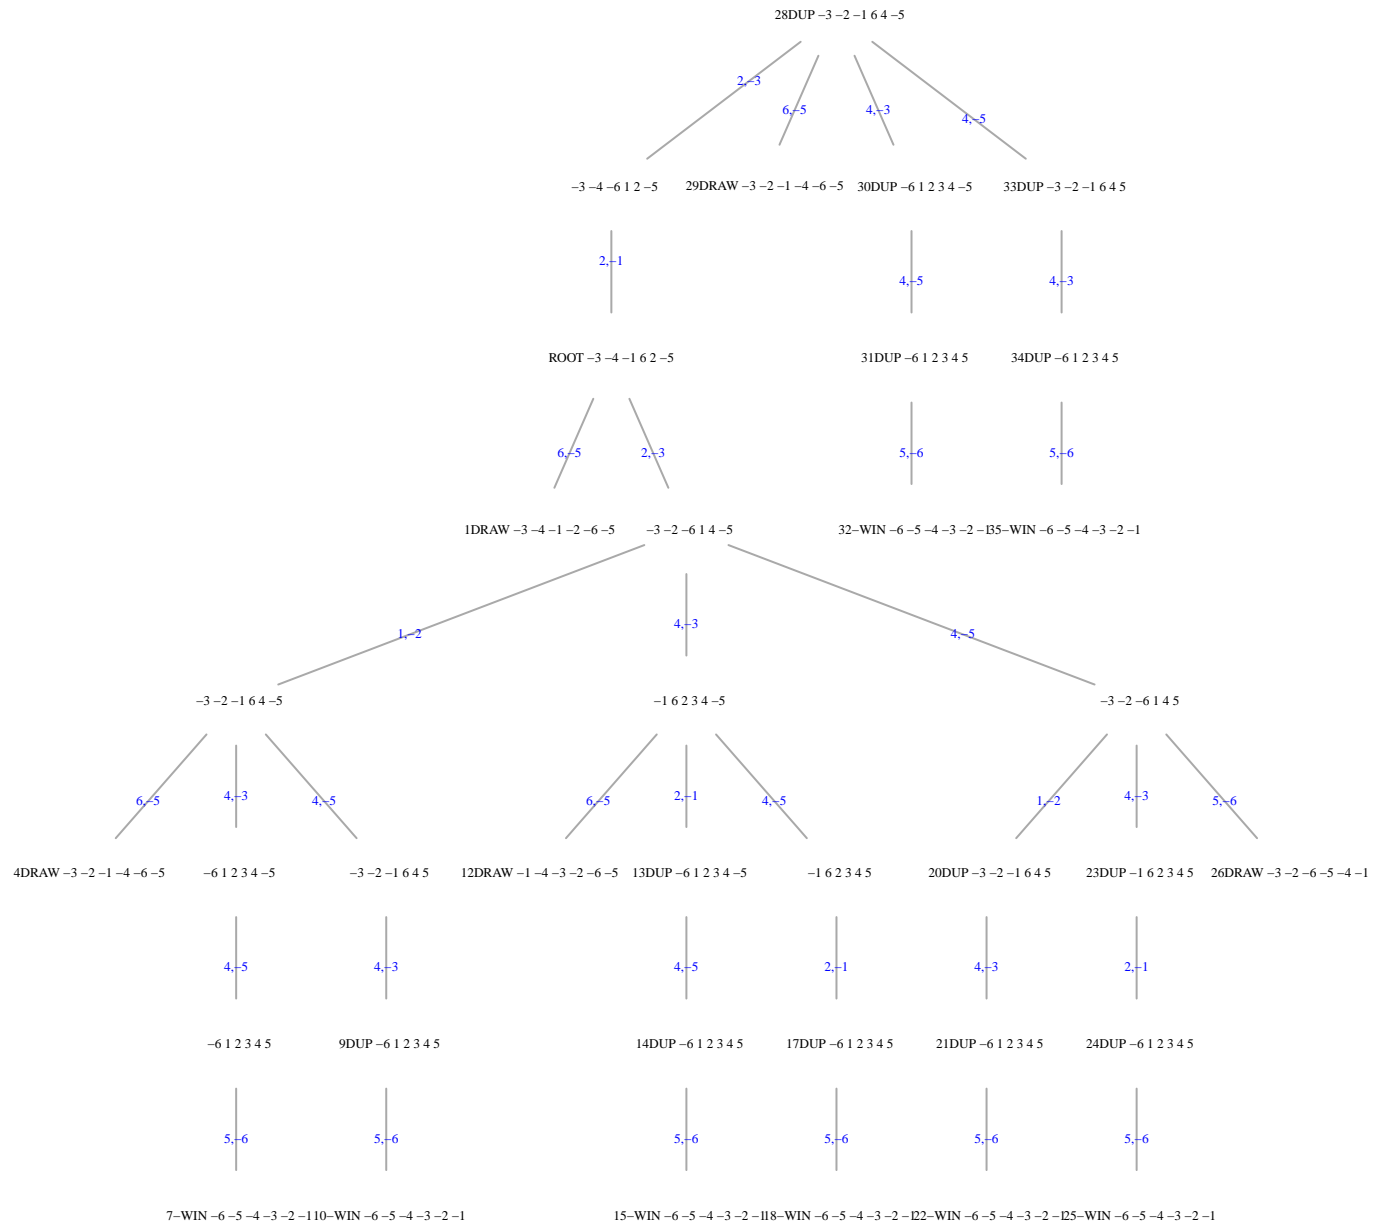 28DUP −3 −2 −1 6 4 −5
2,−3
6,−5
4,−3
4,−5
−3 −4 −6 1 2 −5
29DRAW −3 −2 −1 −4 −6 −5
30DUP −6 1 2 3 4 −5
33DUP −3 −2 −1 6 4 5
2,−1
4,−5
4,−3
ROOT −3 −4 −1 6 2 −5
31DUP −6 1 2 3 4 5
34DUP −6 1 2 3 4 5
6,−5
2,−3
5,−6
5,−6
1DRAW −3 −4 −1 −2 −6 −5
−3 −2 −6 1 4 −5
32−WIN −6 −5 −4 −3 −2 −1
35−WIN −6 −5 −4 −3 −2 −1
1,−2
4,−3
4,−5
−3 −2 −1 6 4 −5
−1 6 2 3 4 −5
−3 −2 −6 1 4 5
6,−5
4,−3
4,−5
6,−5
2,−1
4,−5
1,−2
4,−3
5,−6
4DRAW −3 −2 −1 −4 −6 −5
−6 1 2 3 4 −5
−3 −2 −1 6 4 5
12DRAW −1 −4 −3 −2 −6 −5
13DUP −6 1 2 3 4 −5
−1 6 2 3 4 5
20DUP −3 −2 −1 6 4 5
23DUP −1 6 2 3 4 5
26DRAW −3 −2 −6 −5 −4 −1
4,−5
4,−3
4,−5
2,−1
4,−3
2,−1
−6 1 2 3 4 5
9DUP −6 1 2 3 4 5
14DUP −6 1 2 3 4 5
17DUP −6 1 2 3 4 5
21DUP −6 1 2 3 4 5
24DUP −6 1 2 3 4 5
5,−6
5,−6
5,−6
5,−6
5,−6
5,−6
7−WIN −6 −5 −4 −3 −2 −1
10−WIN −6 −5 −4 −3 −2 −1
15−WIN −6 −5 −4 −3 −2 −1
18−WIN −6 −5 −4 −3 −2 −1
22−WIN −6 −5 −4 −3 −2 −1
25−WIN −6 −5 −4 −3 −2 −1